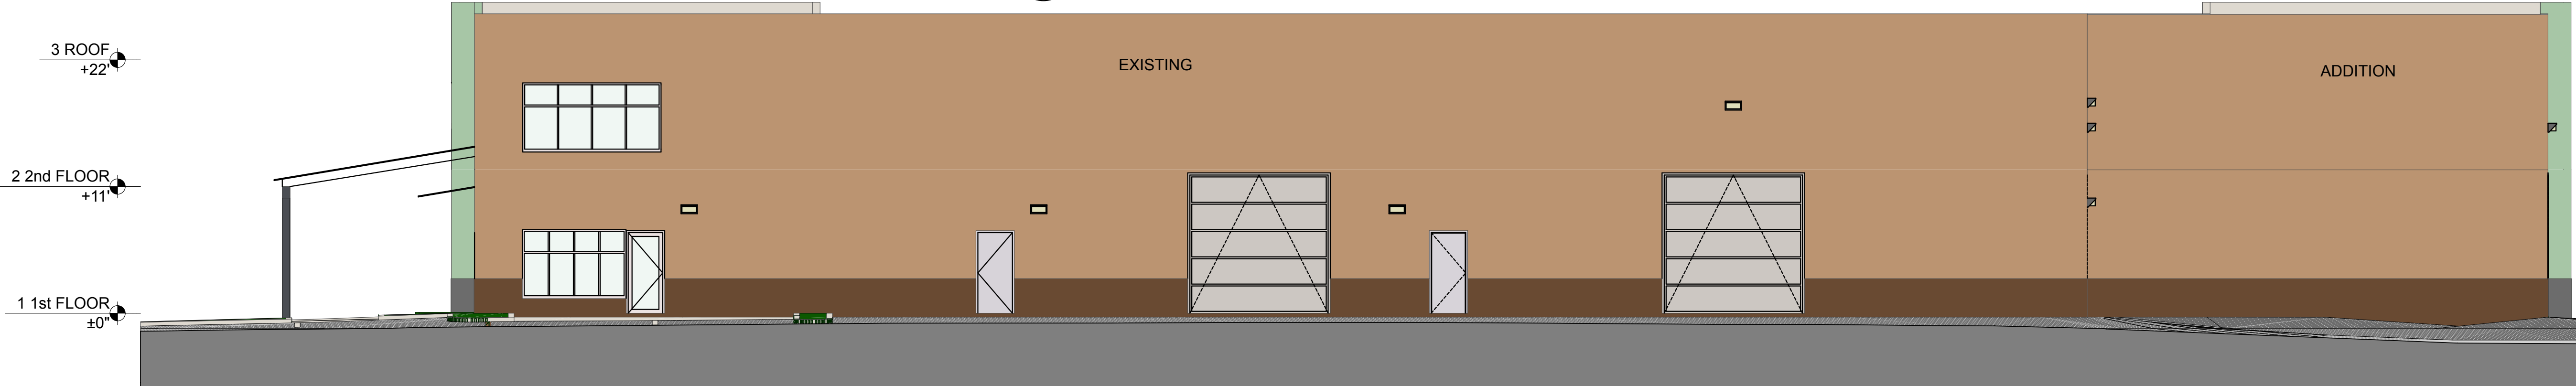 3 ROOF
+22'
EXISTING
ADDITION
2 2nd FLOOR
+11'
1 1st FLOOR
±0"